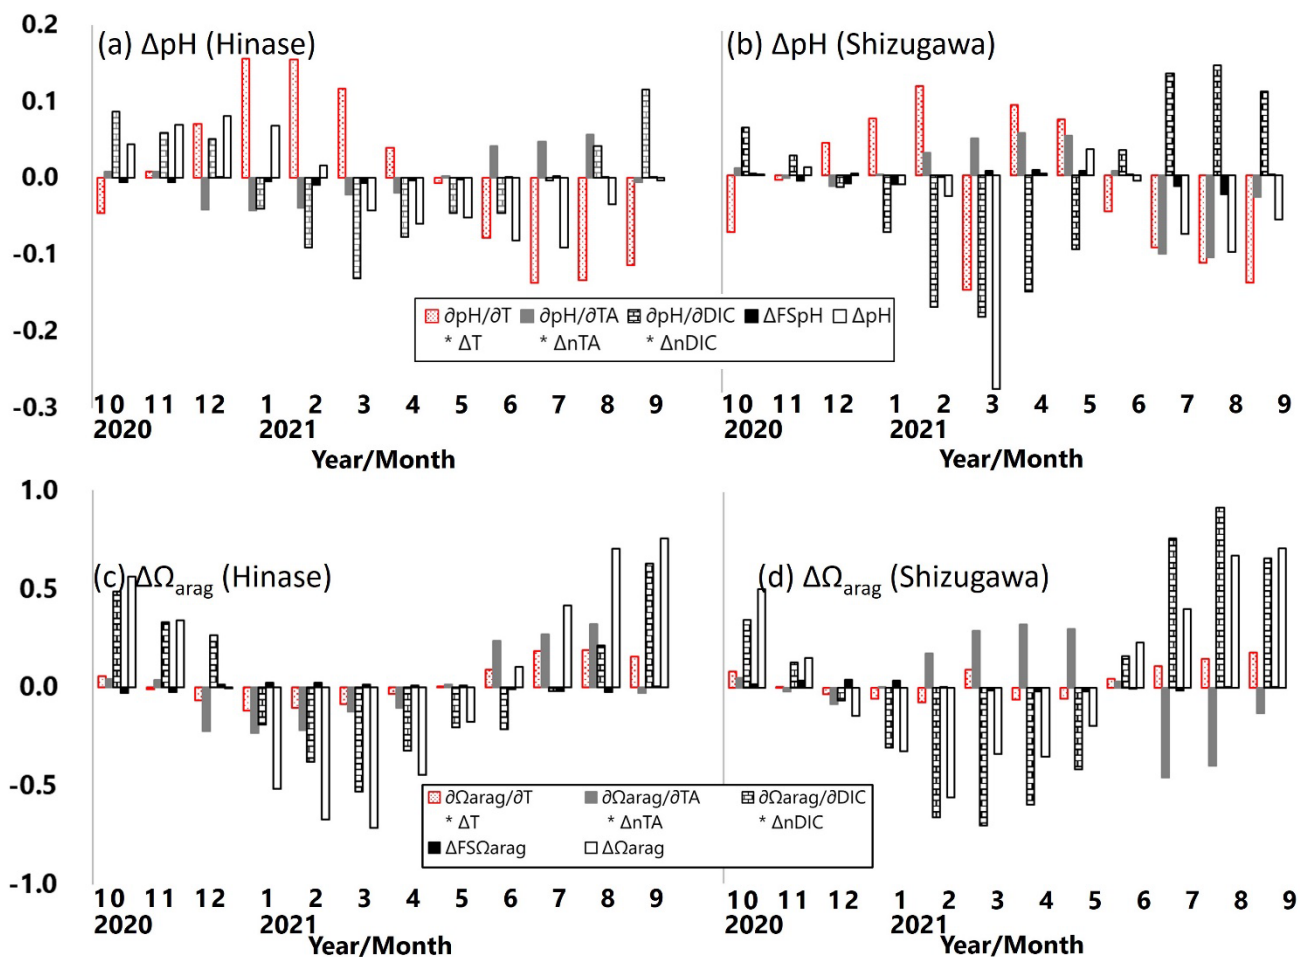 0.2
0.1
0.0
-0.1
-0.2
-0.3
(a) ΔpH (Hinase)
(b) ΔpH (Shizugawa)
∂pH/∂T ∂pH/∂TA ∂pH/∂DIC ΔFSpH ΔpH
* ΔT * ΔnTA * ΔnDIC
10 11 12 1 2 3 4 5 6 7 8 9
2020 2021
Year/Month
10 11 12 1 2 3 4 5 6 7 8 9
2020 2021
Year/Month
1.0
0.5
0.0
-0.5
-1.0
(c) ΔΩarag (Hinase)
(d) ΔΩarag (Shizugawa)
∂Ωarag/∂T ∂Ωarag/∂TA ∂Ωarag/∂DIC
* ΔT * ΔnTA * ΔnDIC
ΔFSΩarag ΔΩarag
10 11 12 1 2 3 4 5 6 7 8 9
2020 2021
Year/Month
10 11 12 1 2 3 4 5 6 7 8 9
2020 2021
Year/Month